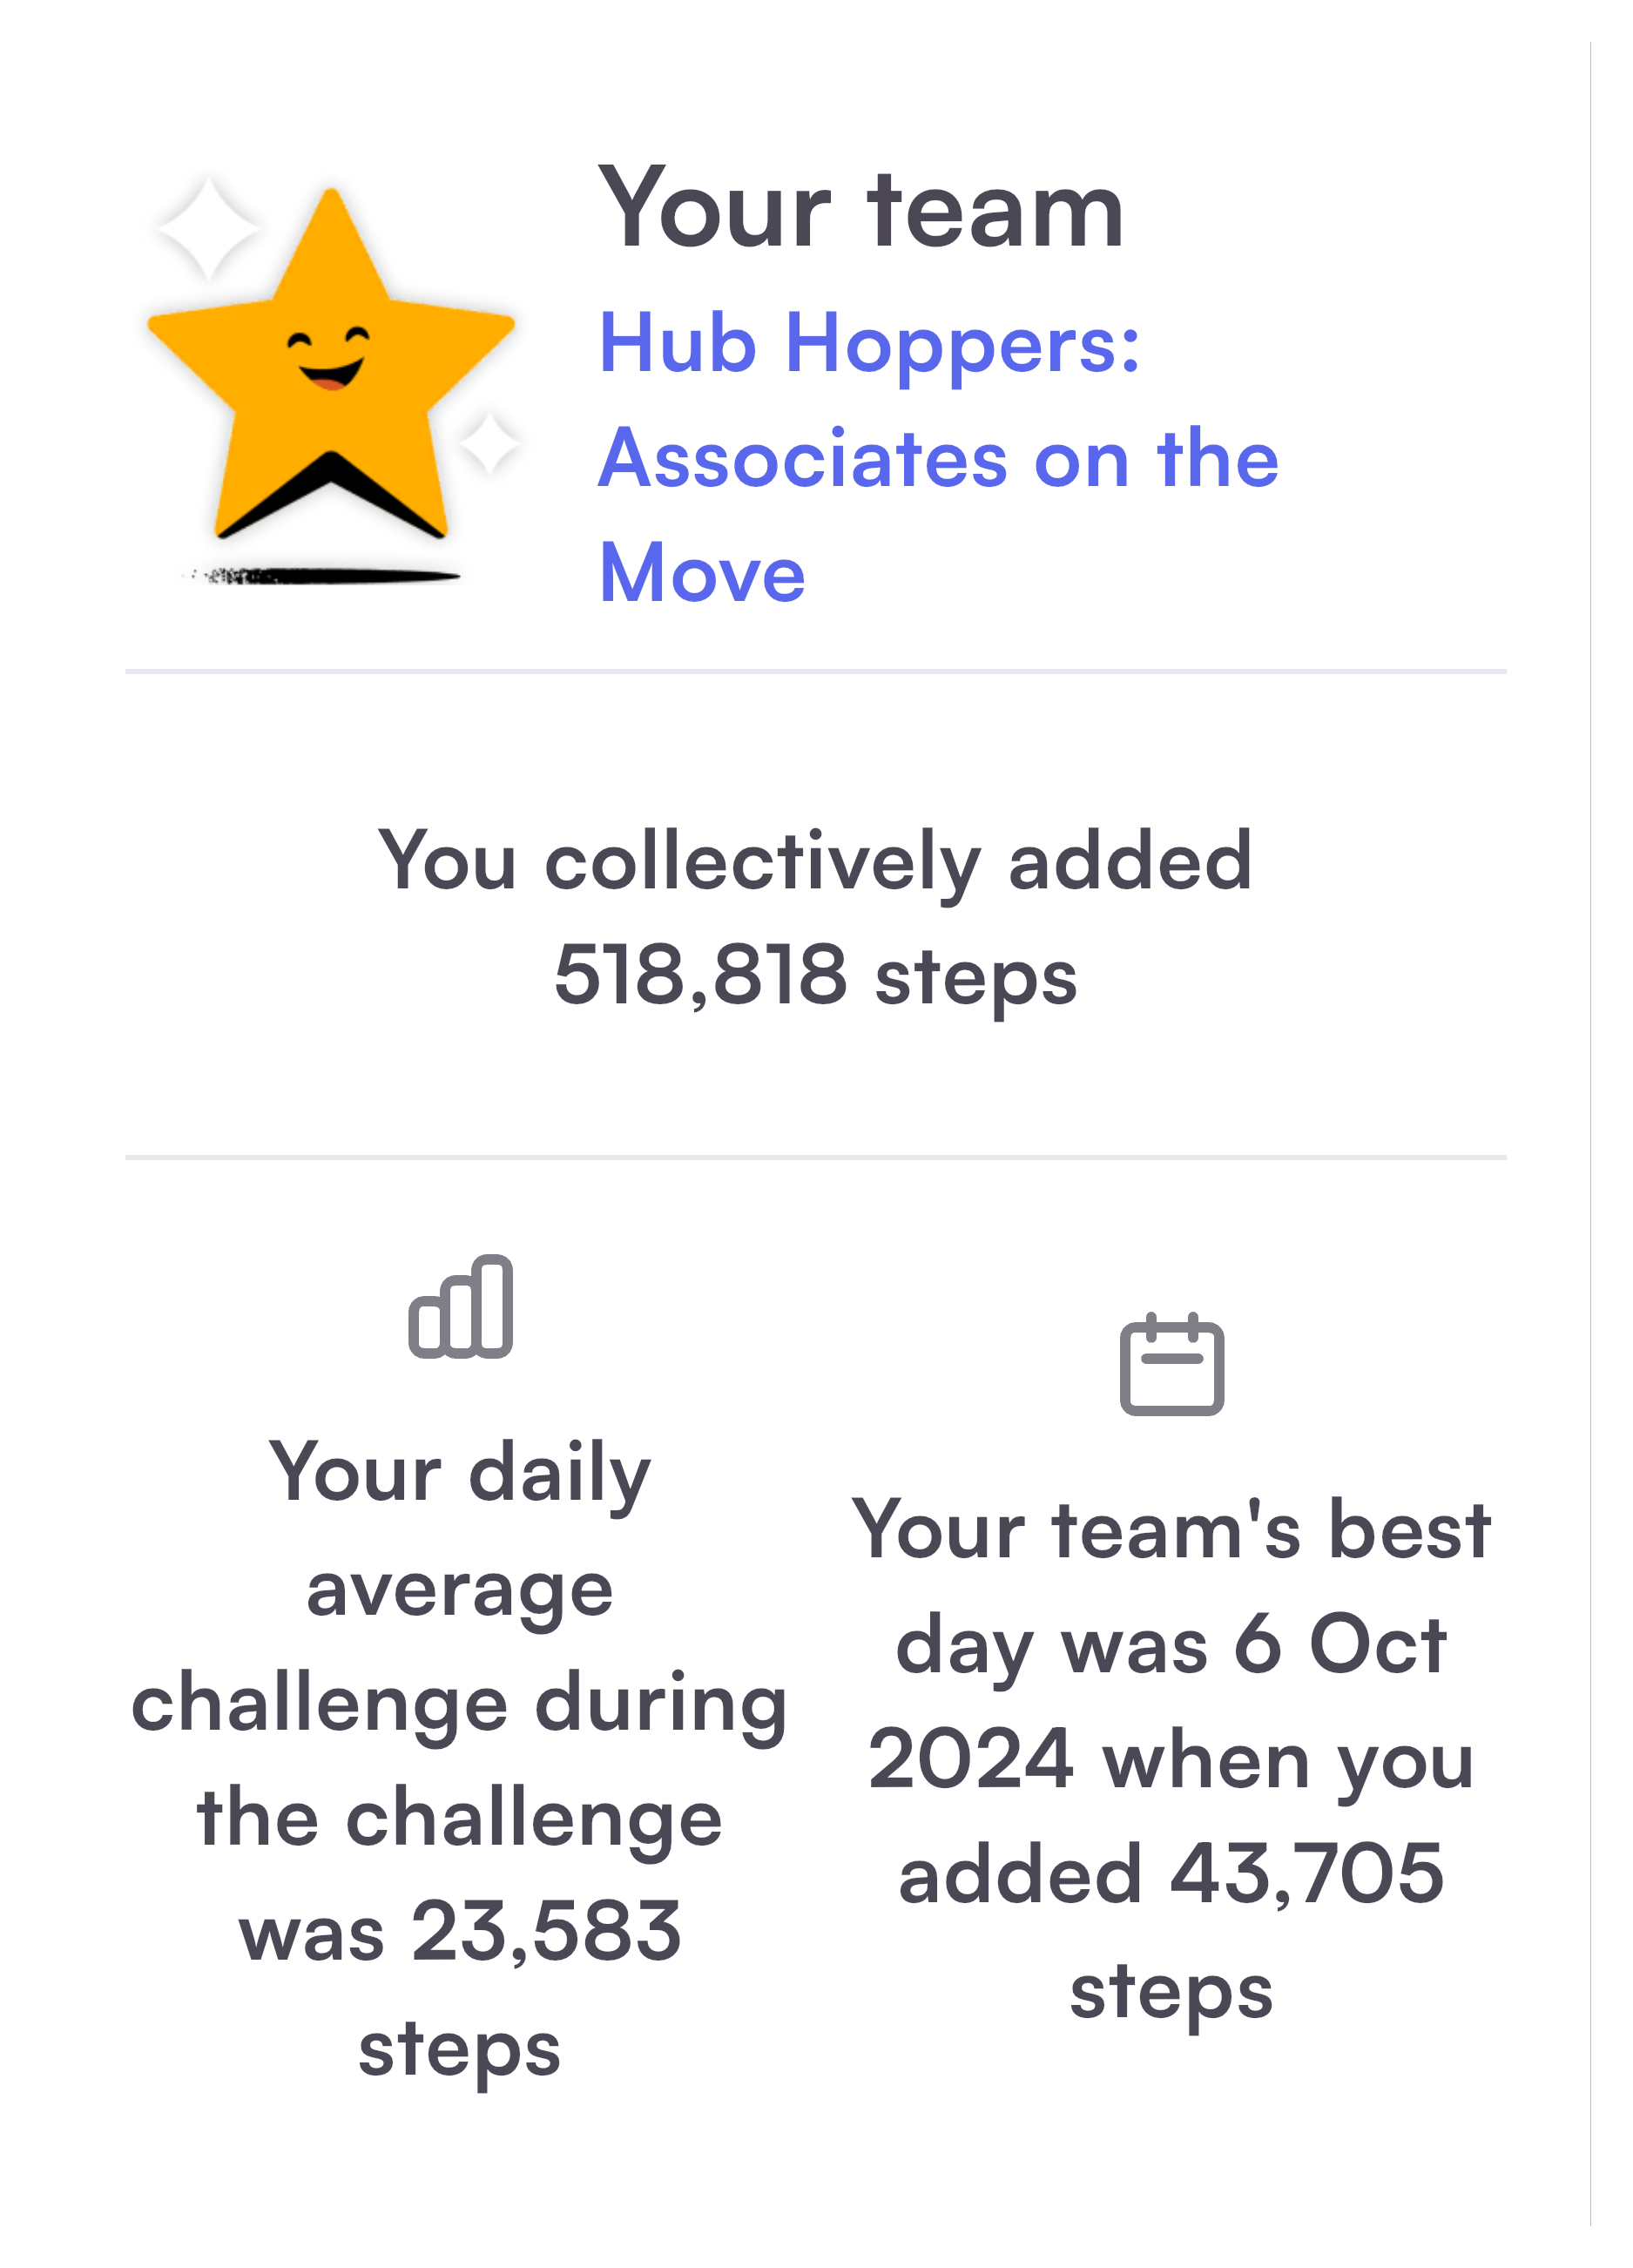 Your team
Hub Hoppers:
Associates on the
Move
You collectively added
518,818 steps
Your daily
average
challenge during
the challenge
was 23,583
steps
Your team's best
day was 6 Oct
2024 when you
added 43,705
steps